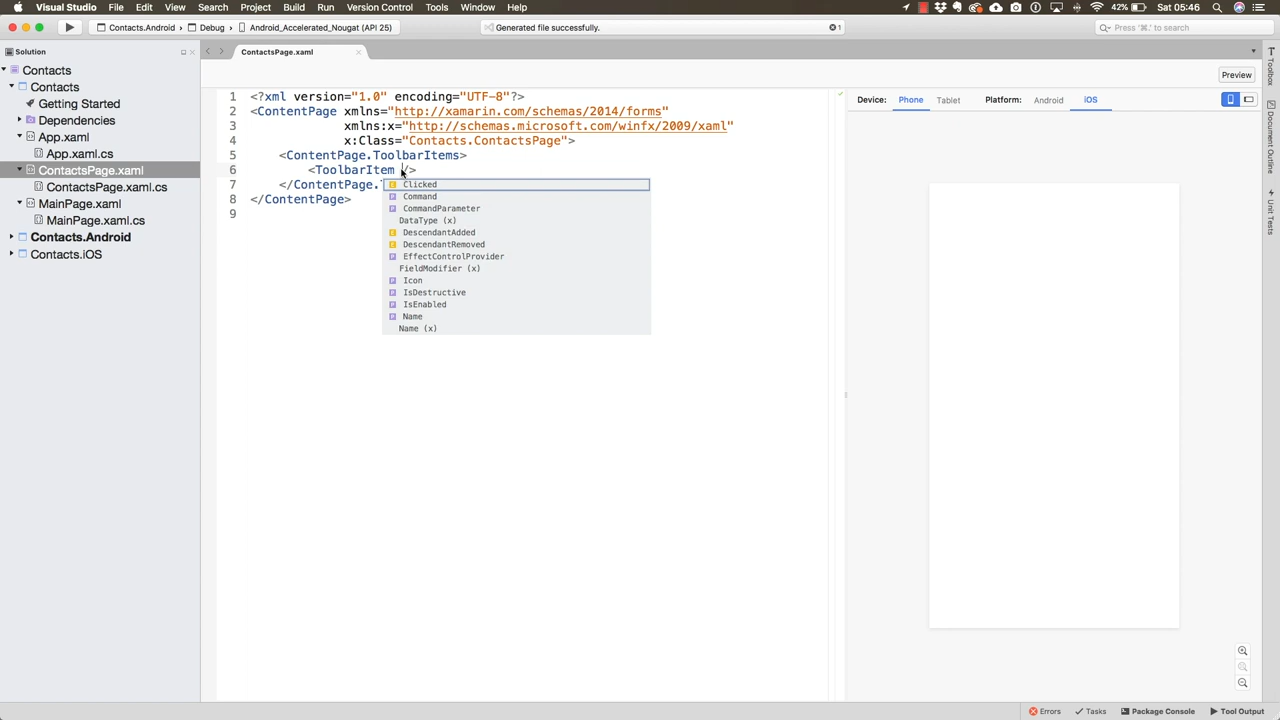 Visual Studio File Edit View Search Project Build Run Version Control Tools Window Help 42% Sat 05:46
Contacts.Android › Debug › Android_Accelerated_Nougat (API 25) Generated file successfully. 1 Press '⌘.' to search
Solution
ContactsPage.xaml
Contacts
Contacts
Getting Started
Dependencies
App.xaml
App.xaml.cs
ContactsPage.xaml
ContactsPage.xaml.cs
MainPage.xaml
MainPage.xaml.cs
Contacts.Android
Contacts.iOS
1 <?xml version="1.0" encoding="UTF-8"?>
2 <ContentPage xmlns="http://xamarin.com/schemas/2014/forms"
3 xmlns:x="http://schemas.microsoft.com/winfx/2009/xaml"
4 x:Class="Contacts.ContactsPage">
5 <ContentPage.ToolbarItems>
6 <ToolbarItem />
7 </ContentPage.
8 </ContentPage>
9
Clicked
Command
CommandParameter
DataType (x)
DescendantAdded
DescendantRemoved
EffectControlProvider
FieldModifier (x)
Icon
IsDestructive
IsEnabled
Name
Name (x)
Preview
Device: Phone Tablet Platform: Android iOS
Toolbox
Document Outline
Unit Tests
Errors Tasks Package Console Tool Output